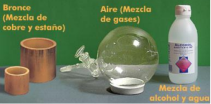 Bronce
(Mezcla de
cobre y estaño)
Aire (Mezcla
de gases)
Mezcla de
alcohol y agua